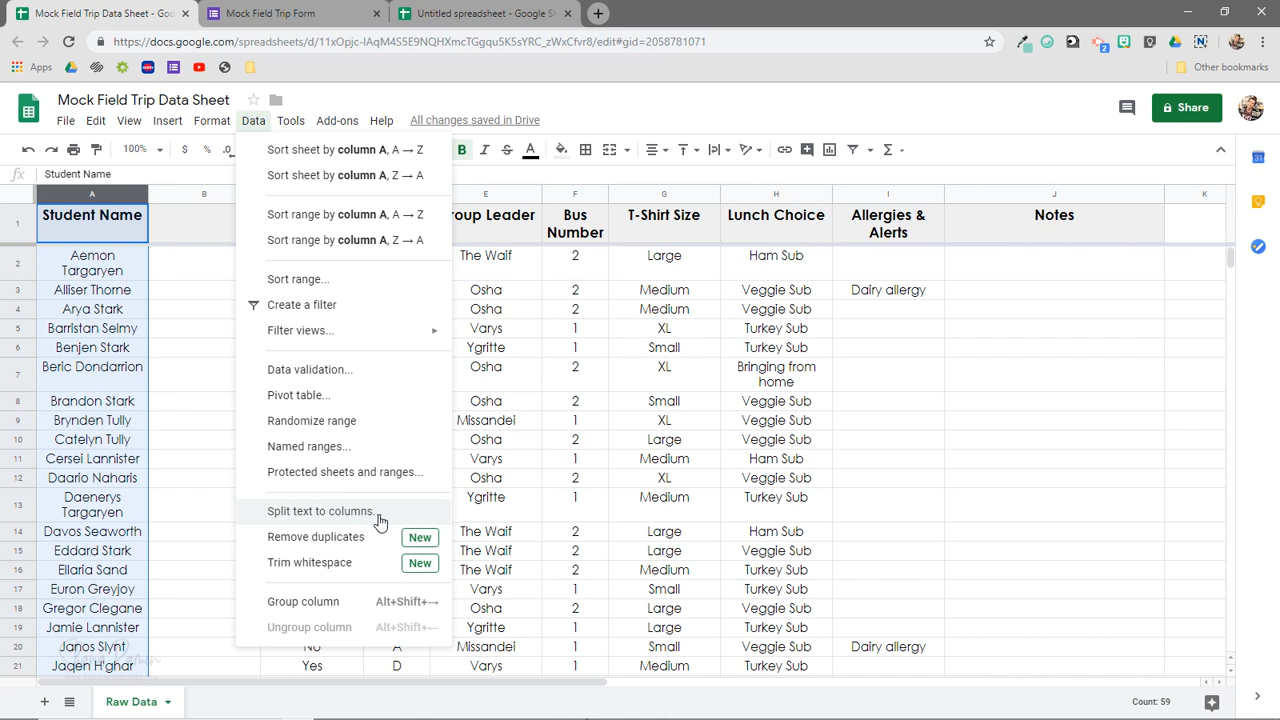 Mock Field Trip Data Sheet - Goo
Mock Field Trip Form
Untitled spreadsheet - Google Sh
https://docs.google.com/spreadsheets/d/11xOpjc-IAqM4S5E9NQHXmcTGgqu5K5sYRC_zWxCfvr8/edit#gid=2058781071
Apps
Other bookmarks
Mock Field Trip Data Sheet
Share
File Edit View Insert Format Data Tools Add-ons Help All changes saved in Drive
100% $ % .0 B I S A
fx Student Name
A B E F G H I J K
1 Student Name oup Leader Bus Number T-Shirt Size Lunch Choice Allergies & Alerts Notes
2 Aemon Targaryen The Waif 2 Large Ham Sub
3 Alliser Thorne Osha 2 Medium Veggie Sub Dairy allergy
4 Arya Stark Osha 2 Medium Veggie Sub
5 Barristan Selmy Varys 1 XL Turkey Sub
6 Benjen Stark Ygritte 1 Small Turkey Sub
7 Beric Dondarrion Osha 2 XL Bringing from home
8 Brandon Stark Osha 2 Small Veggie Sub
9 Brynden Tully Missandei 1 XL Veggie Sub
10 Catelyn Tully Osha 2 Large Veggie Sub
11 Cersei Lannister Varys 1 Medium Ham Sub
12 Daario Naharis Osha 2 XL Veggie Sub
13 Daenerys Targaryen Ygritte 1 Medium Turkey Sub
14 Davos Seaworth The Waif 2 Large Ham Sub
15 Eddard Stark The Waif 2 Large Veggie Sub
16 Ellaria Sand The Waif 2 Large Turkey Sub
17 Euron Greyjoy Varys 1 Small Turkey Sub
18 Gregor Clegane Osha 2 Large Veggie Sub
19 Jamie Lannister Ygritte 1 Large Turkey Sub
20 Janos Slynt No A Missandei 1 Small Veggie Sub Dairy allergy
21 Jaqen H'ghar Yes D Varys 1 Medium Turkey Sub
Sort sheet by column A, A → Z
Sort sheet by column A, Z → A
Sort range by column A, A → Z
Sort range by column A, Z → A
Sort range...
Create a filter
Filter views...
Data validation...
Pivot table...
Randomize range
Named ranges...
Protected sheets and ranges...
Split text to columns...
Remove duplicates New
Trim whitespace New
Group column Alt+Shift+→
Ungroup column Alt+Shift+←
Raw Data
Count: 59